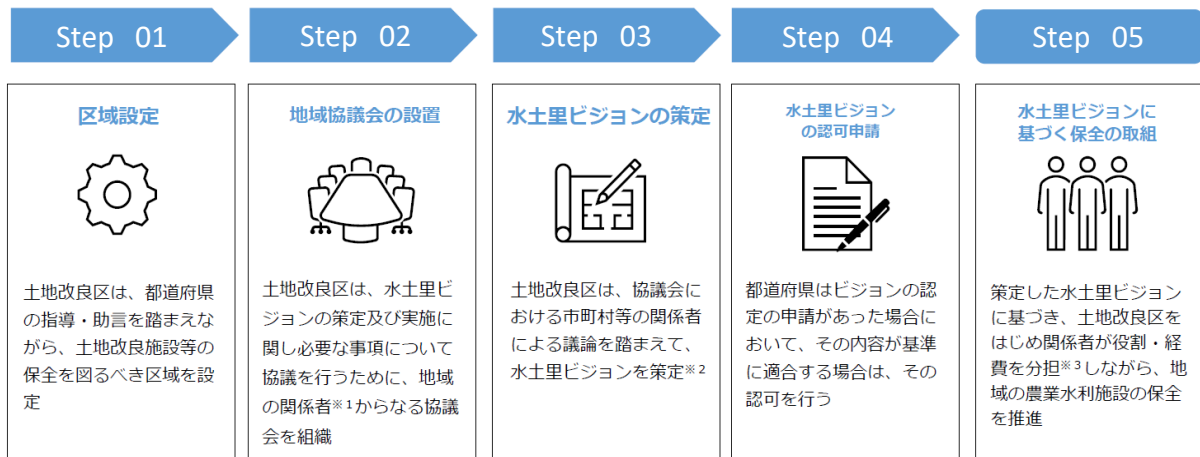 Step 01
Step 02
Step 03
Step 04
Step 05
区域設定
土地改良区は、都道府県
の指導・助言を踏まえな
がら、土地改良施設等の
保全を図るべき区域を設
定
地域協議会の設置
土地改良区は、水土里ビ
ジョンの策定及び実施に
関し必要な事項について
協議を行うために、地域
の関係者※1からなる協議
会を組織
水土里ビジョンの策定
土地改良区は、協議会に
おける市町村等の関係者
による議論を踏まえて、
水土里ビジョンを策定※2
水土里ビジョン
の認可申請
都道府県はビジョンの認
定の申請があった場合に
おいて、その内容が基準
に適合する場合は、その
認可を行う
水土里ビジョンに
基づく保全の取組
策定した水土里ビジョン
に基づき、土地改良区を
はじめ関係者が役割・経
費を分担※3しながら、地
域の農業水利施設の保全
を推進